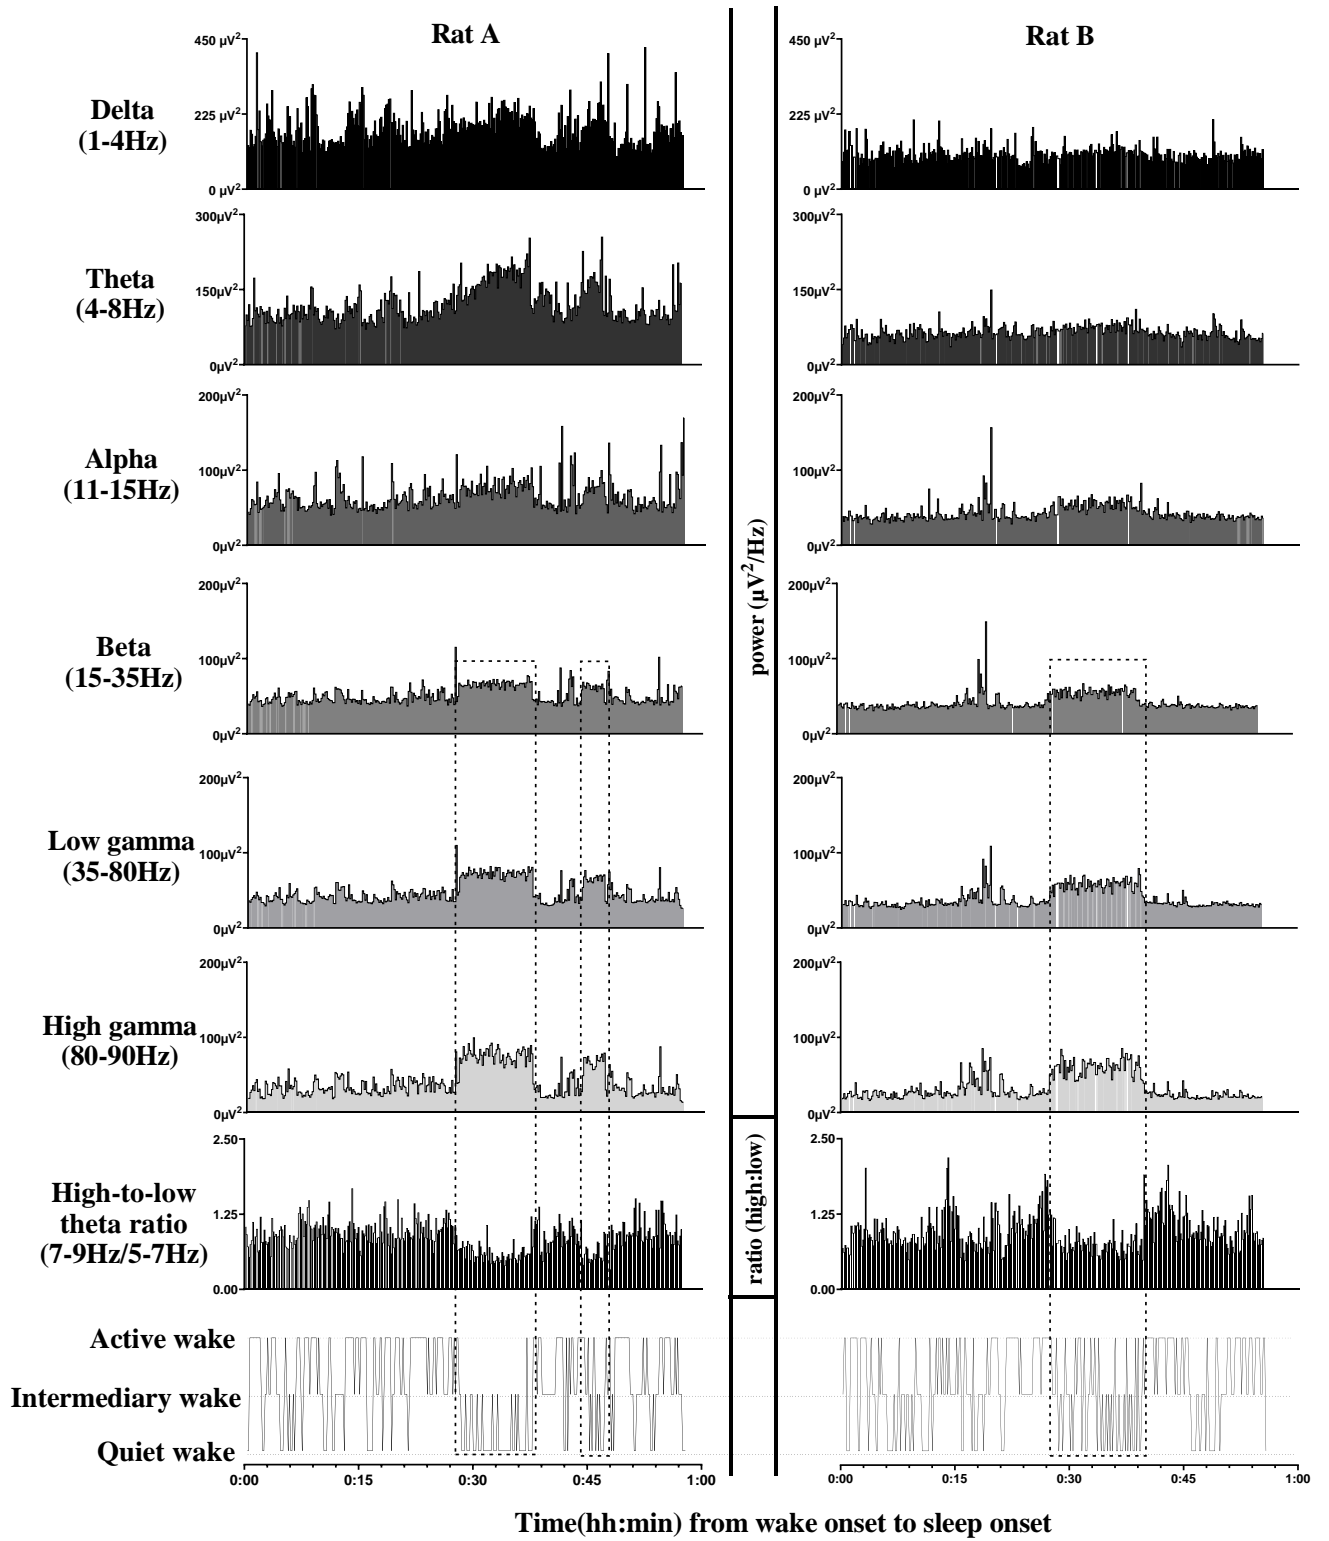 Rat A
Rat B
Delta
(1-4Hz)
450 µV²
225 µV²
0 µV²
450 µV²
225 µV²
0 µV²
Theta
(4-8Hz)
300µV²
150µV²
0µV²
300µV²
150µV²
0µV²
Alpha
(11-15Hz)
200µV²
100µV²
0µV²
200µV²
100µV²
0µV²
Beta
(15-35Hz)
200µV²
100µV²
0µV²
200µV²
100µV²
0µV²
Low gamma
(35-80Hz)
200µV²
100µV²
0µV²
200µV²
100µV²
0µV²
High gamma
(80-90Hz)
200µV²
100µV²
0µV²
200µV²
100µV²
0µV²
power (µV²/Hz)
High-to-low
theta ratio
(7-9Hz/5-7Hz)
2.50
1.25
0.00
2.50
1.25
0.00
ratio (high:low)
Active wake
Intermediary wake
Quiet wake
0:00 0:15 0:30 0:45 1:00
0:00 0:15 0:30 0:45 1:00
Time(hh:min) from wake onset to sleep onset